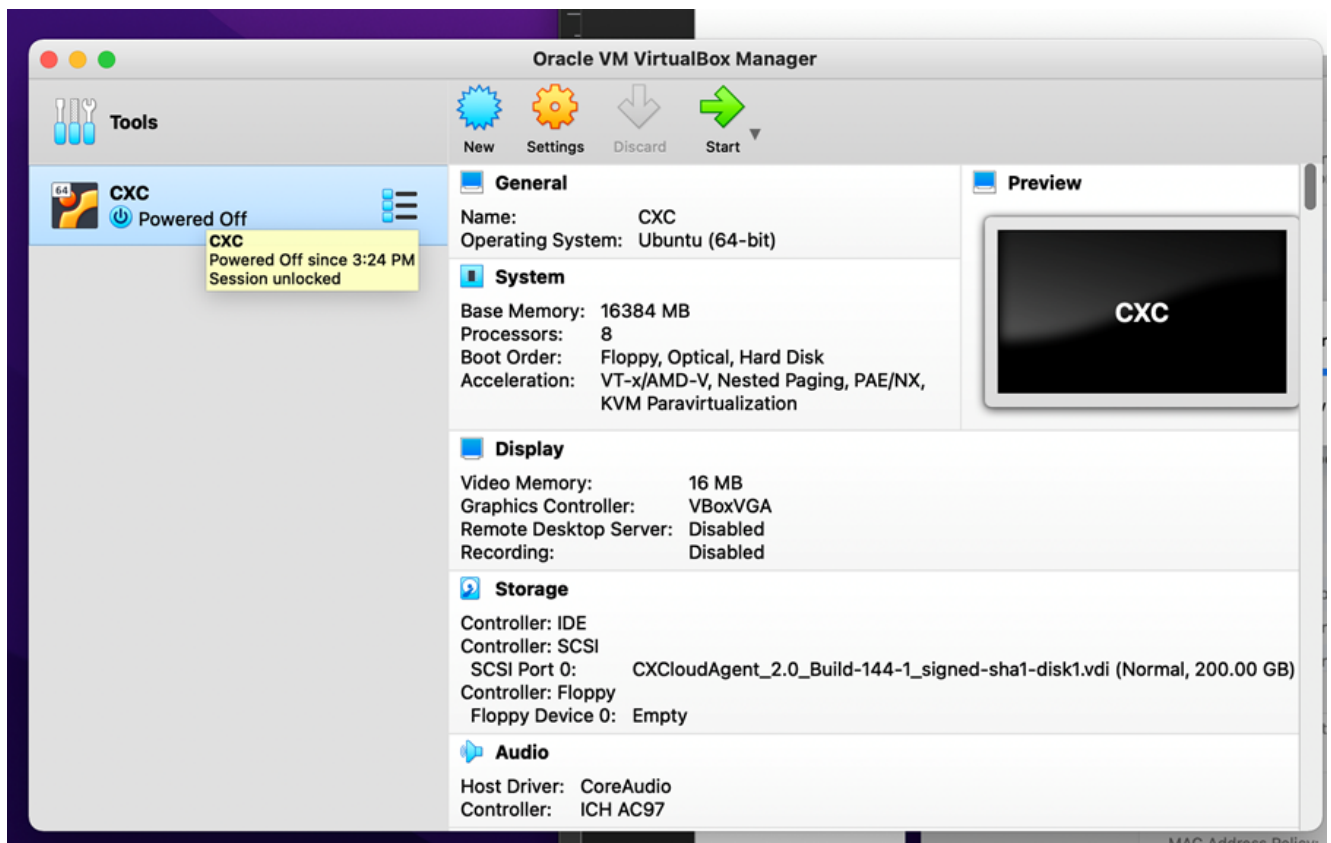 Oracle VM VirtualBox Manager
Tools
New Settings Discard Start
64
CXC
Powered Off
CXC
Powered Off since 3:24 PM
Session unlocked
General
Name: CXC
Operating System: Ubuntu (64-bit)
System
Base Memory: 16384 MB
Processors: 8
Boot Order: Floppy, Optical, Hard Disk
Acceleration: VT-x/AMD-V, Nested Paging, PAE/NX,
KVM Paravirtualization
Preview
CXC
Display
Video Memory: 16 MB
Graphics Controller: VBoxVGA
Remote Desktop Server: Disabled
Recording: Disabled
Storage
Controller: IDE
Controller: SCSI
SCSI Port 0: CXCloudAgent_2.0_Build-144-1_signed-sha1-disk1.vdi (Normal, 200.00 GB)
Controller: Floppy
Floppy Device 0: Empty
Audio
Host Driver: CoreAudio
Controller: ICH AC97